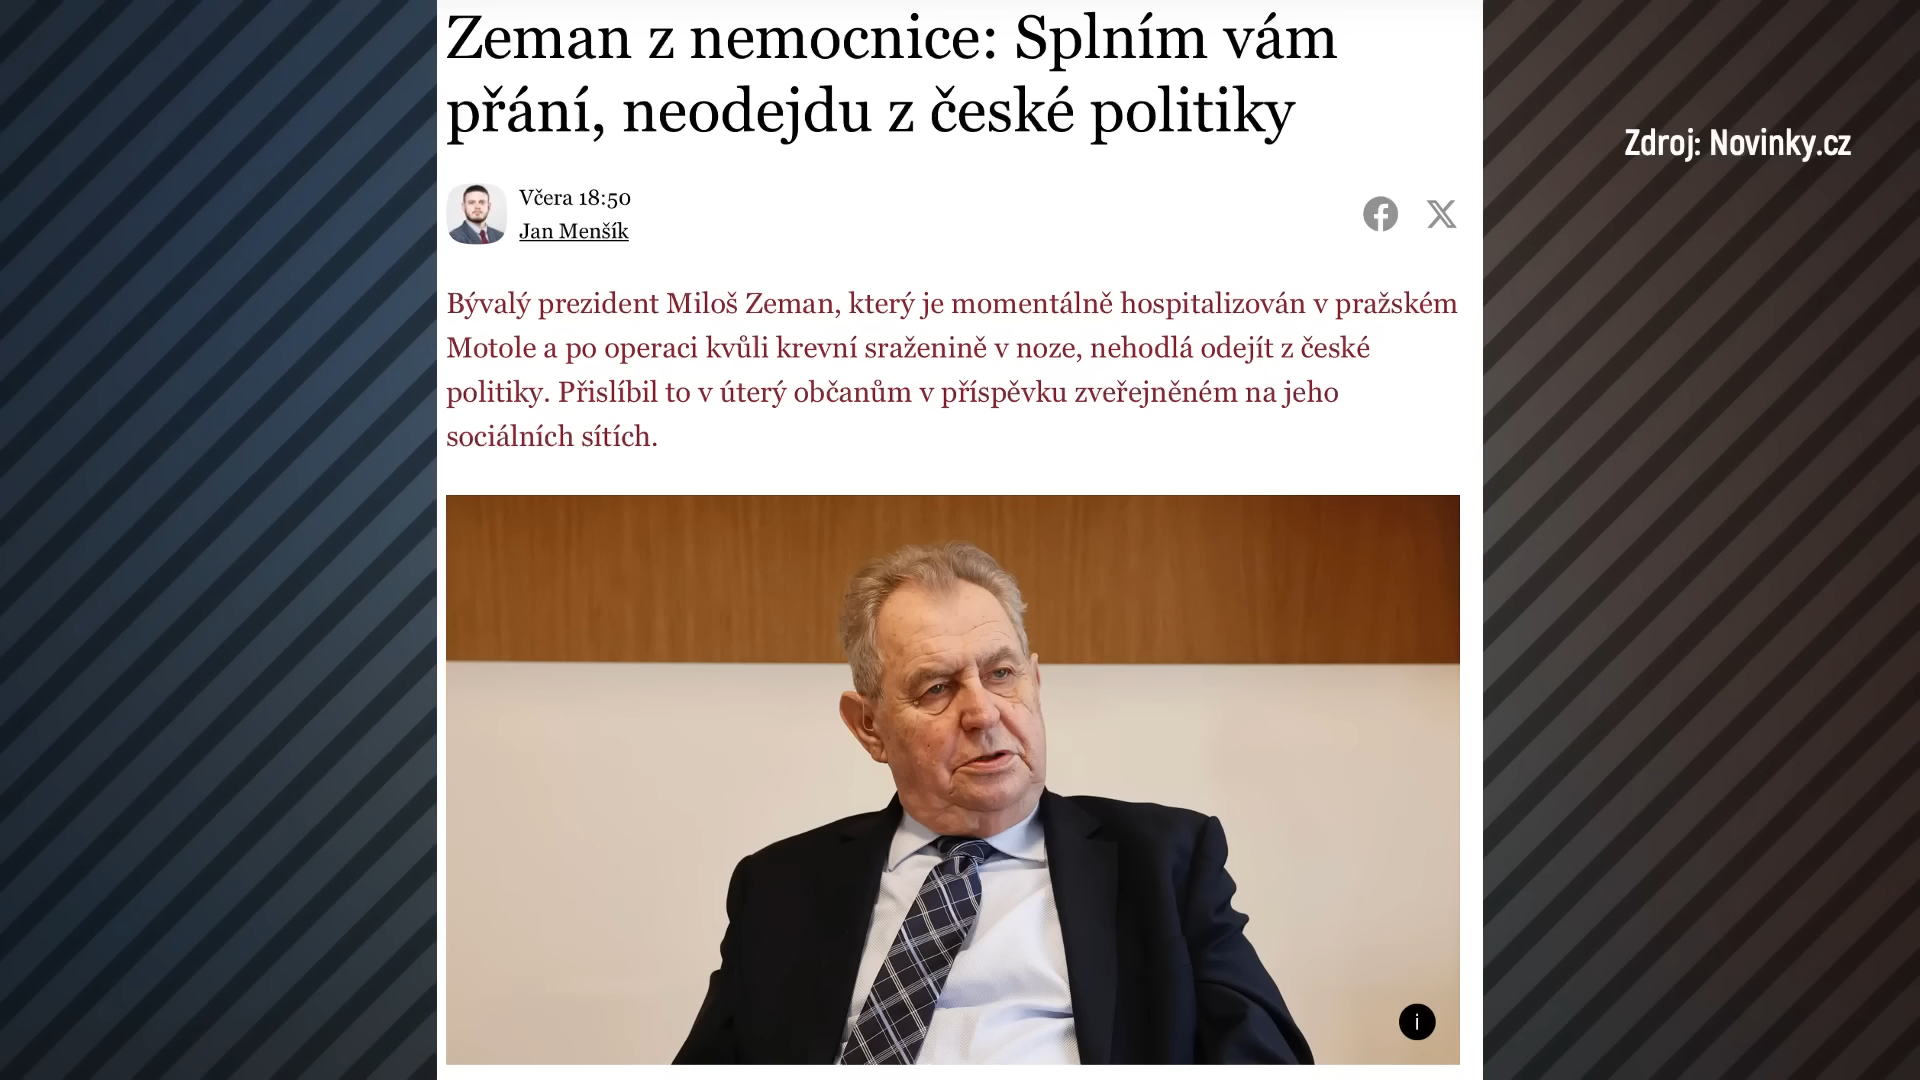 Zeman z nemocnice: Splním vám
přání, neodejdu z české politiky
Zdroj: Novinky.cz
Včera 18:50
Jan Menšík
Bývalý prezident Miloš Zeman, který je momentálně hospitalizován v pražském
Motole a po operaci kvůli krevní sraženině v noze, nehodlá odejít z české
politiky. Přislíbil to v úterý občanům v příspěvku zveřejněném na jeho
sociálních sítích.
i